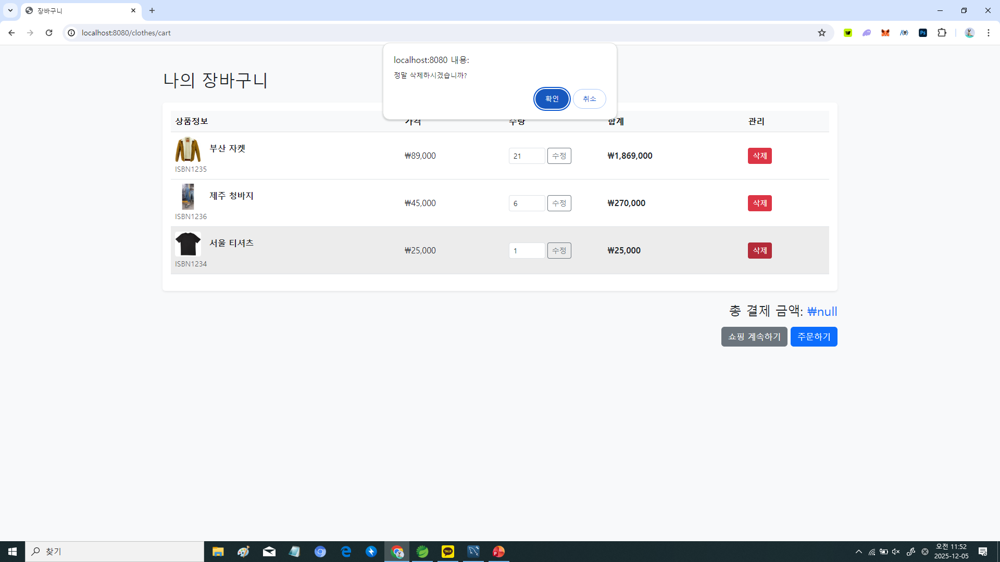 장바구니
localhost:8080/clothes/cart
Ps
localhost:8080 내용:
정말 삭제하시겠습니까?
확인
취소
나의 장바구니
상품정보
가격
수량
합계
관리
부산 자켓
ISBN1235
₩89,000
21
수정
₩1,869,000
삭제
제주 청바지
ISBN1236
₩45,000
6
수정
₩270,000
삭제
서울 티셔츠
ISBN1234
₩25,000
1
수정
₩25,000
삭제
총 결제 금액: ₩null
쇼핑 계속하기
주문하기
찾기
TALK
P
오전 11:52
2025-12-05